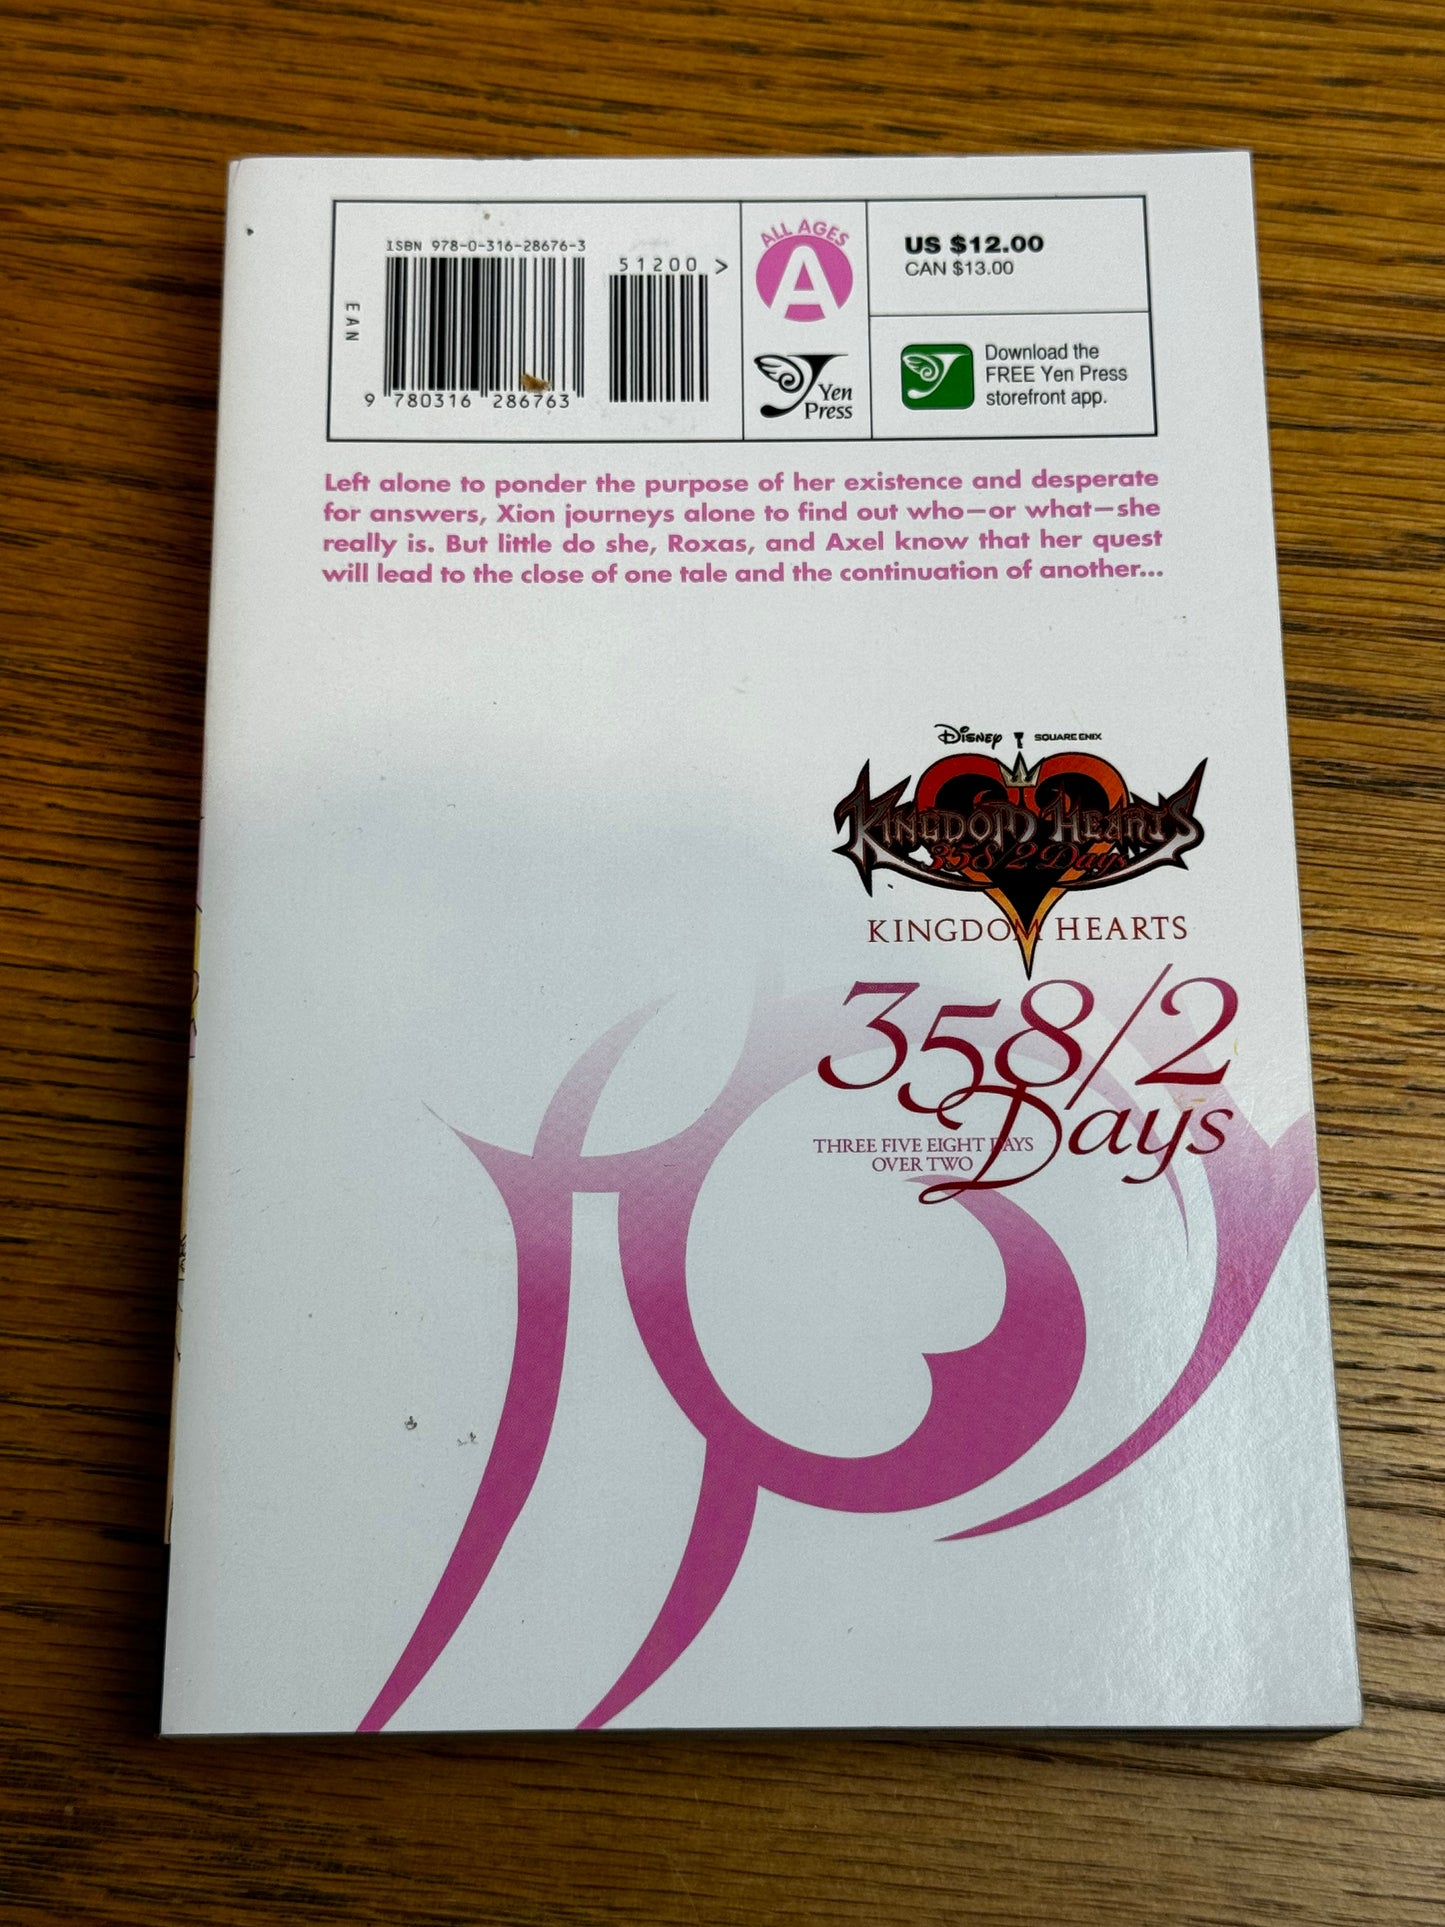 ISBN 978-0-316-28676-3
51200 >
EAN
9 780316 286763
ALL AGES
A
Yen
Press
US $12.00
CAN $13.00
Download the
FREE Yen Press
storefront app.
Left alone to ponder the purpose of her existence and desperate
for answers, Xion journeys alone to find out who—or what—she
really is. But little do she, Roxas, and Axel know that her quest
will lead to the close of one tale and the continuation of another...
Disney SQUARE ENIX
KINGDOM HEARTS
358/2 Days
KINGDOM HEARTS
358/2
Days
THREE FIVE EIGHT DAYS
OVER TWO